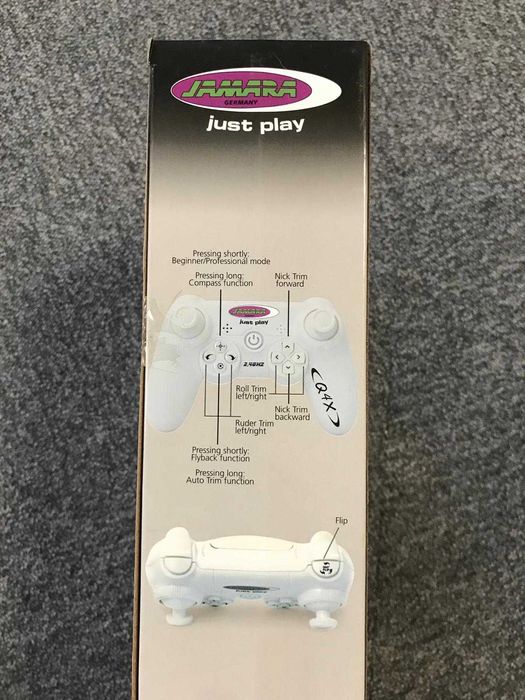 JAMARA
GERMANY
just play
Pressing shortly:
Beginner/Professional mode
Pressing long:
Compass function
Nick Trim
forward
JAMARA
just play
2,4GHZ
Q4X
Roll Trim
left/right
Nick Trim
backward
Ruder Trim
left/right
Pressing shortly:
Flyback function
Pressing long:
Auto Trim function
Flip